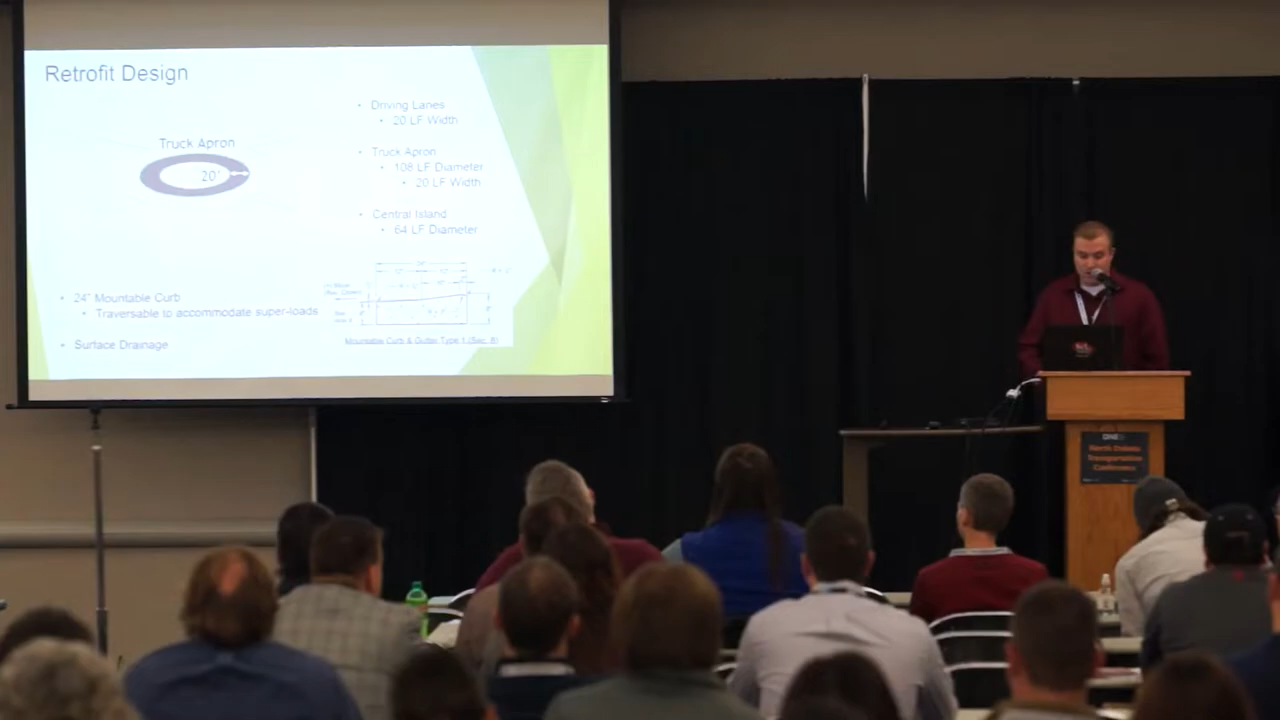 Retrofit Design
Truck Apron
20'
• Driving Lanes
• 20 LF Width
• Truck Apron
• 108 LF Diameter
• 20 LF Width
• Central Island
• 64 LF Diameter
• 24" Mountable Curb
• Traversable to accommodate super-loads
• Surface Drainage
Mountable Curb & Gutter Type 1 (Sec. B)
North Dakota
Transportation
Conference